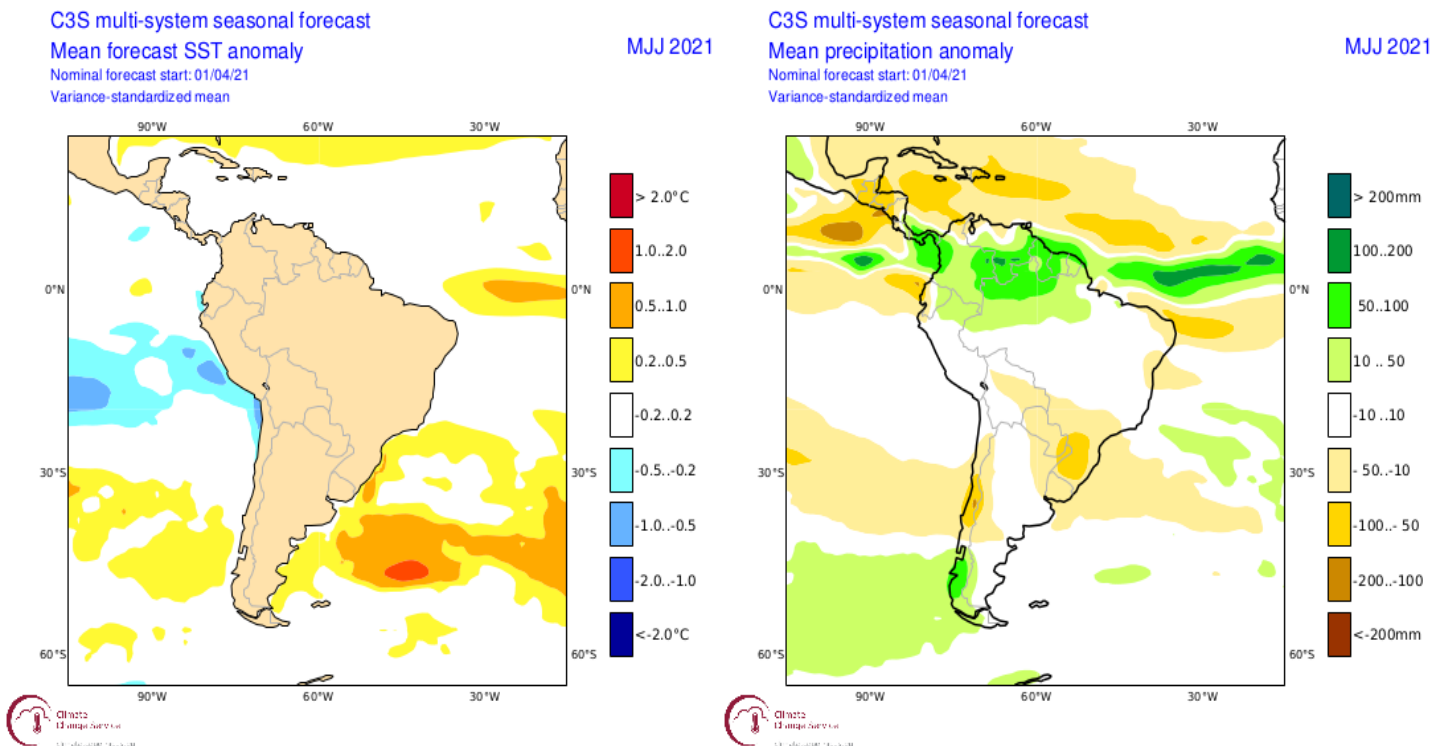 C3S multi-system seasonal forecast
Mean forecast SST anomaly
MJJ 2021
Nominal forecast start: 01/04/21
Variance-standardized mean
90°W 60°W 30°W
> 2.0°C
1.0..2.0
0°N 0°N
0.5..1.0
0.2..0.5
-0.2..0.2
30°S 30°S
-0.5..-0.2
-1.0..-0.5
-2.0..-1.0
<-2.0°C
60°S 60°S
90°W 60°W 30°W
Climate
Change Service
C3S multi-system seasonal forecast
Mean precipitation anomaly
MJJ 2021
Nominal forecast start: 01/04/21
Variance-standardized mean
90°W 60°W 30°W
> 200mm
100..200
0°N 0°N
50..100
10 .. 50
-10 ..10
30°S 30°S
- 50..-10
-100..- 50
-200..-100
<-200mm
60°S 60°S
90°W 60°W 30°W
Climate
Change Service